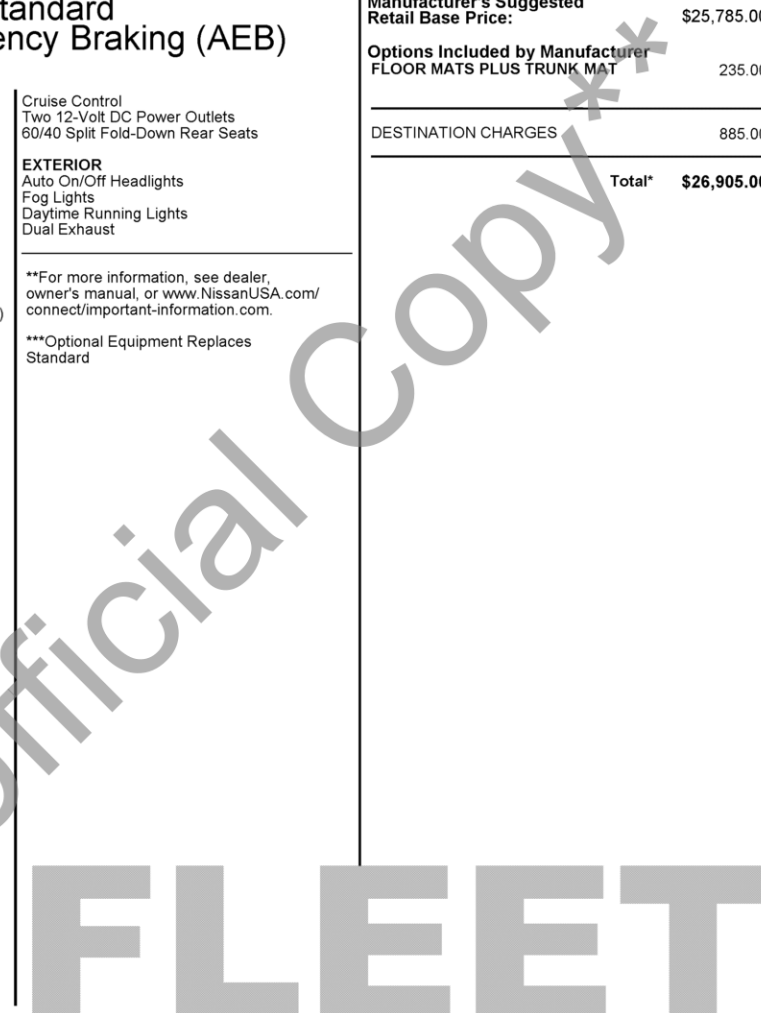 tandard
ency Braking (AEB)
Cruise Control
Two 12-Volt DC Power Outlets
60/40 Split Fold-Down Rear Seats
EXTERIOR
Auto On/Off Headlights
Fog Lights
Daytime Running Lights
Dual Exhaust
**For more information, see dealer,
owner's manual, or www.NissanUSA.com/
connect/important-information.com.
***Optional Equipment Replaces
Standard
)
Manufacturer's Suggested
Retail Base Price: $25,785.00
Options Included by Manufacturer
FLOOR MATS PLUS TRUNK MAT 235.00
DESTINATION CHARGES 885.00
Total* $26,905.00
fficial Copy**
FLEET